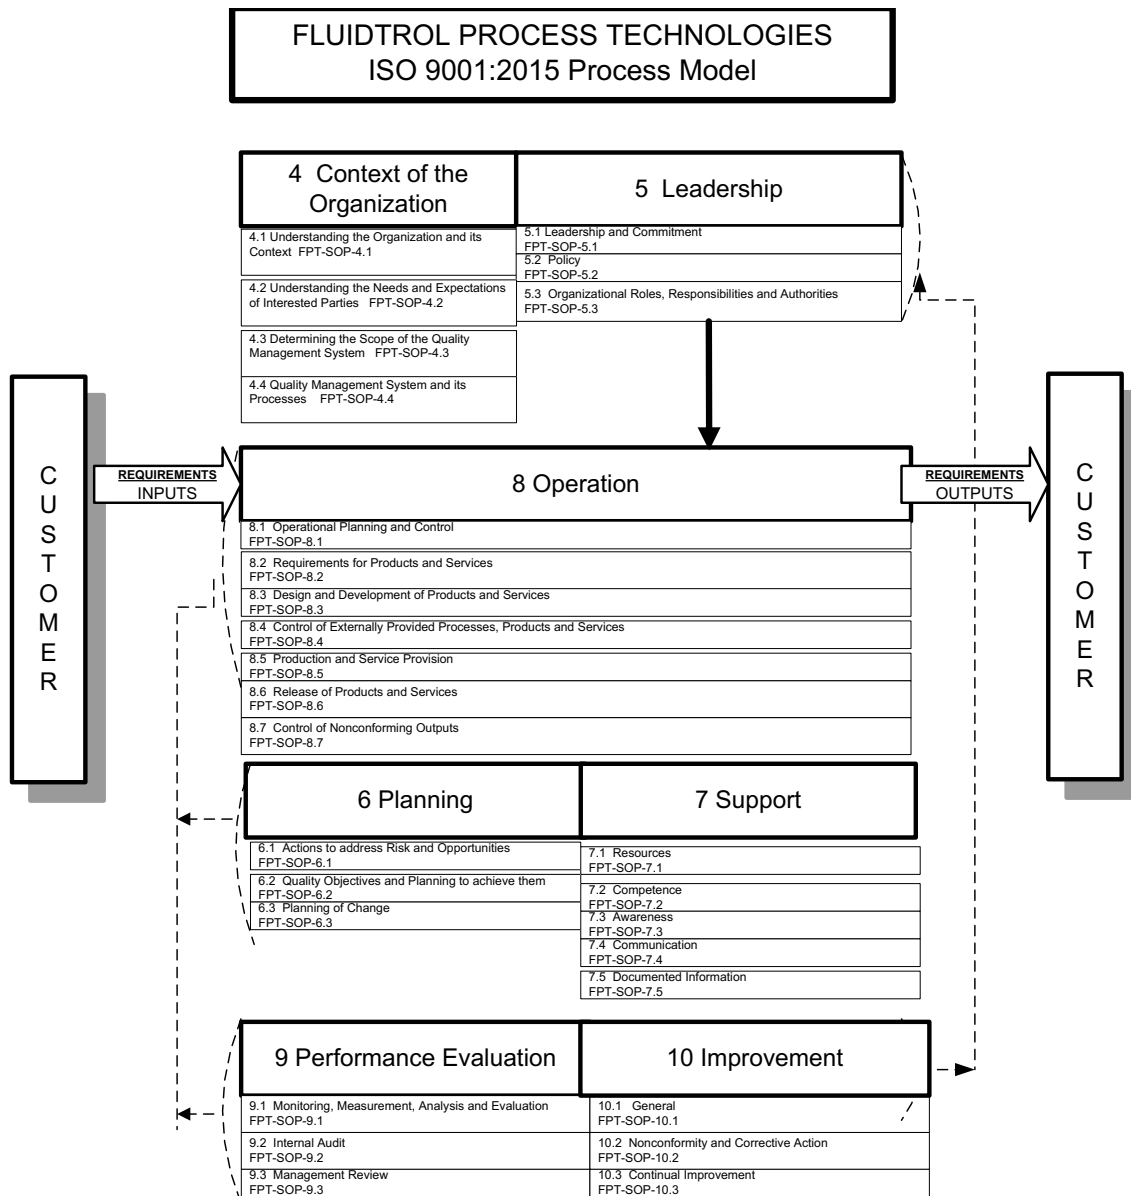 FLUIDTROL PROCESS TECHNOLOGIES
ISO 9001:2015 Process Model
4  Context of the
Organization
5  Leadership
4.1 Understanding the Organization and its
Context  FPT-SOP-4.1
4.2 Understanding the Needs and Expectations
of Interested Parties   FPT-SOP-4.2
4.3 Determining the Scope of the Quality
Management System   FPT-SOP-4.3
4.4 Quality Management System and its
Processes    FPT-SOP-4.4
5.1 Leadership and Commitment
FPT-SOP-5.1
5.2  Policy
FPT-SOP-5.2
5.3  Organizational Roles, Responsibilities and Authorities
FPT-SOP-5.3
C
U
S
T
O
M
E
R
REQUIREMENTS
INPUTS
8 Operation
REQUIREMENTS
OUTPUTS
C
U
S
T
O
M
E
R
8.1  Operational Planning and Control
FPT-SOP-8.1
8.2  Requirements for Products and Services
FPT-SOP-8.2
8.3  Design and Development of Products and Services
FPT-SOP-8.3
8.4  Control of Externally Provided Processes, Products and Services
FPT-SOP-8.4
8.5  Production and Service Provision
FPT-SOP-8.5
8.6  Release of Products and Services
FPT-SOP-8.6
8.7  Control of Nonconforming Outputs
FPT-SOP-8.7
6 Planning
7 Support
6.1  Actions to address Risk and Opportunities
FPT-SOP-6.1
6.2  Quality Objectives and Planning to achieve them
FPT-SOP-6.2
6.3  Planning of Change
FPT-SOP-6.3
7.1  Resources
FPT-SOP-7.1
7.2  Competence
FPT-SOP-7.2
7.3  Awareness
FPT-SOP-7.3
7.4  Communication
FPT-SOP-7.4
7.5  Documented Information
FPT-SOP-7.5
9 Performance Evaluation
10 Improvement
9.1  Monitoring, Measurement, Analysis and Evaluation
FPT-SOP-9.1
9.2  Internal Audit
FPT-SOP-9.2
9.3  Management Review
FPT-SOP-9.3
10.1   General
FPT-SOP-10.1
10.2  Nonconformity and Corrective Action
FPT-SOP-10.2
10.3  Continual Improvement
FPT-SOP-10.3